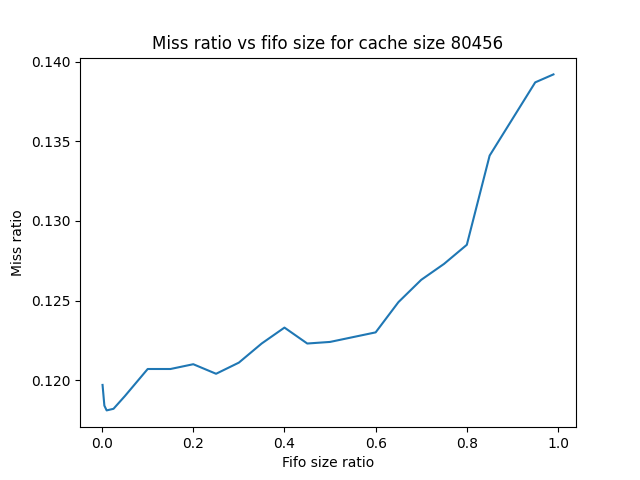 Miss ratio vs fifo size for cache size 80456
0.140
0.135
0.130
0.125
0.120
Miss ratio
0.0 0.2 0.4 0.6 0.8 1.0
Fifo size ratio